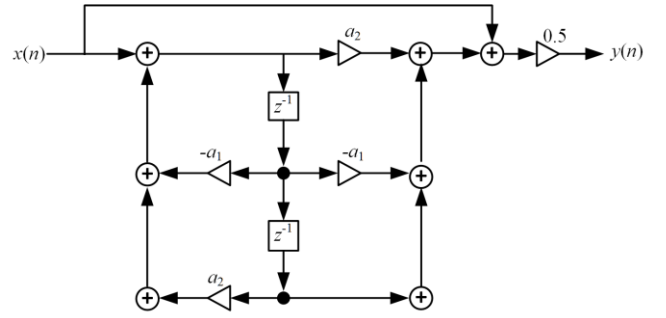 x(n) a₂ 0.5 y(n)
z⁻¹
-a₁ -a₁
z⁻¹
a₂